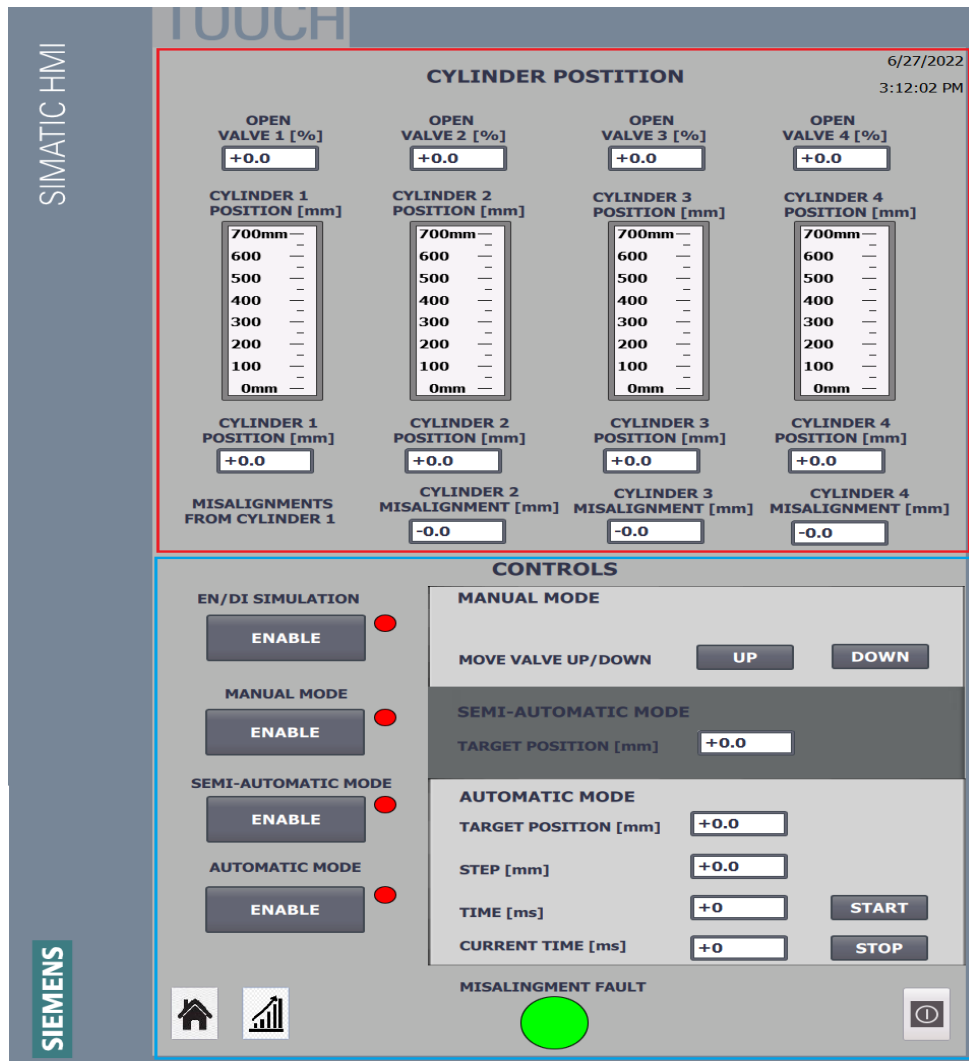 TOUCH
SIMATIC HMI
6/27/2022
CYLINDER POSTITION
3:12:02 PM
OPEN OPEN OPEN OPEN
VALVE 1 [%] VALVE 2 [%] VALVE 3 [%] VALVE 4 [%]
+0.0 +0.0 +0.0 +0.0
CYLINDER 1 CYLINDER 2 CYLINDER 3 CYLINDER 4
POSITION [mm] POSITION [mm] POSITION [mm] POSITION [mm]
700mm 700mm 700mm 700mm
600 600 600 600
500 500 500 500
400 400 400 400
300 300 300 300
200 200 200 200
100 100 100 100
0mm 0mm 0mm 0mm
CYLINDER 1 CYLINDER 2 CYLINDER 3 CYLINDER 4
POSITION [mm] POSITION [mm] POSITION [mm] POSITION [mm]
+0.0 +0.0 +0.0 +0.0
MISALIGNMENTS CYLINDER 2 CYLINDER 3 CYLINDER 4
FROM CYLINDER 1 MISALIGNMENT [mm] MISALIGNMENT [mm] MISALIGNMENT [mm]
-0.0 -0.0 -0.0
CONTROLS
EN/DI SIMULATION
ENABLE
MANUAL MODE
ENABLE
SEMI-AUTOMATIC MODE
ENABLE
AUTOMATIC MODE
ENABLE
MANUAL MODE
MOVE VALVE UP/DOWN UP DOWN
SEMI-AUTOMATIC MODE
TARGET POSITION [mm] +0.0
AUTOMATIC MODE
TARGET POSITION [mm] +0.0
STEP [mm] +0.0
TIME [ms] +0 START
CURRENT TIME [ms] +0 STOP
MISALINGMENT FAULT
SIEMENS